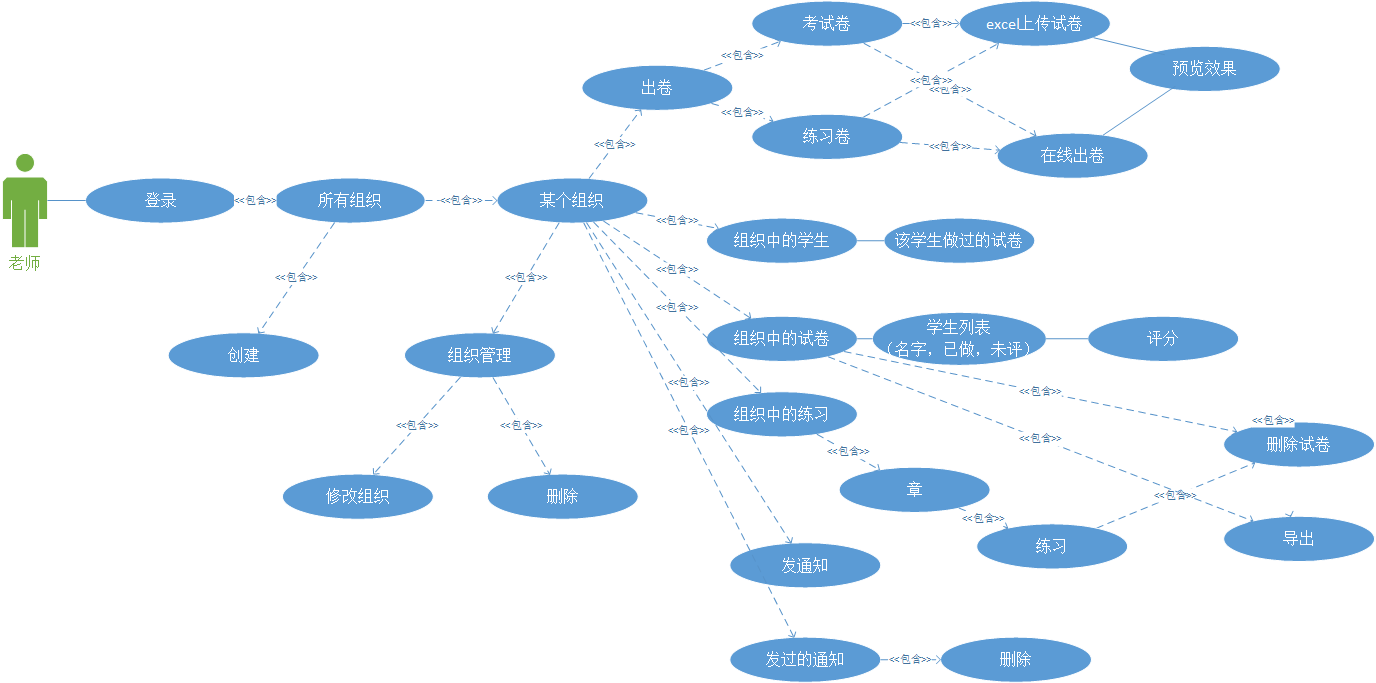 考试卷
<<包含>>
excel上传试卷
预览效果
<<包含>>
出卷
<<包含>>
<<包含>>
<<包含>>
练习卷
<<包含>>
在线出卷
<<包含>>
老师
登录
<<包含>>
所有组织
<<包含>>
某个组织
<<包含>>
组织中的学生
该学生做过的试卷
<<包含>>
<<包含>>
<<包含>>
<<包含>>
创建
组织管理
组织中的试卷
学生列表
（名字，已做，未评）
评分
<<包含>>
<<包含>>
组织中的练习
<<包含>>
<<包含>>
<<包含>>
<<包含>>
<<包含>>
<<包含>>
<<包含>>
删除试卷
修改组织
删除
章
<<包含>>
<<包含>>
练习
导出
发通知
发过的通知
<<包含>>
删除